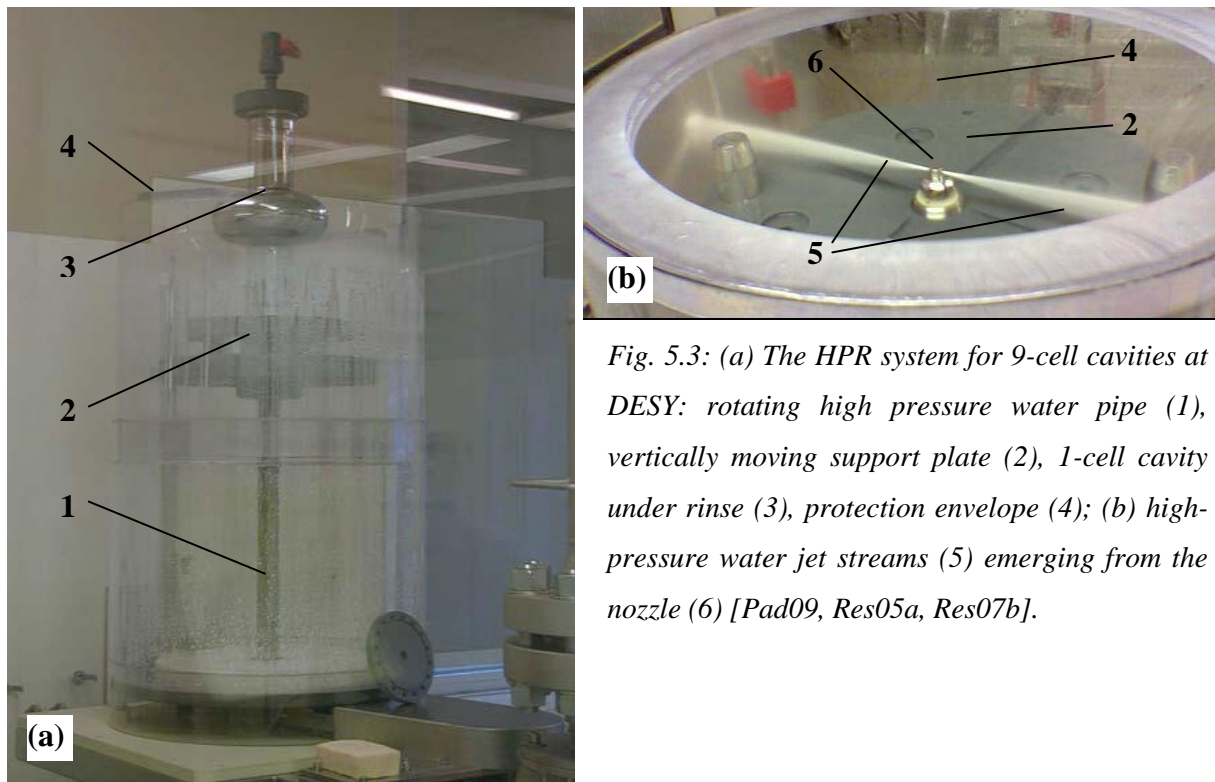 4
3
2
1
(a)
6
4
2
5
(b)
Fig. 5.3: (a) The HPR system for 9-cell cavities at
DESY: rotating high pressure water pipe (1),
vertically moving support plate (2), 1-cell cavity
under rinse (3), protection envelope (4); (b) high-
pressure water jet streams (5) emerging from the
nozzle (6) [Pad09, Res05a, Res07b].